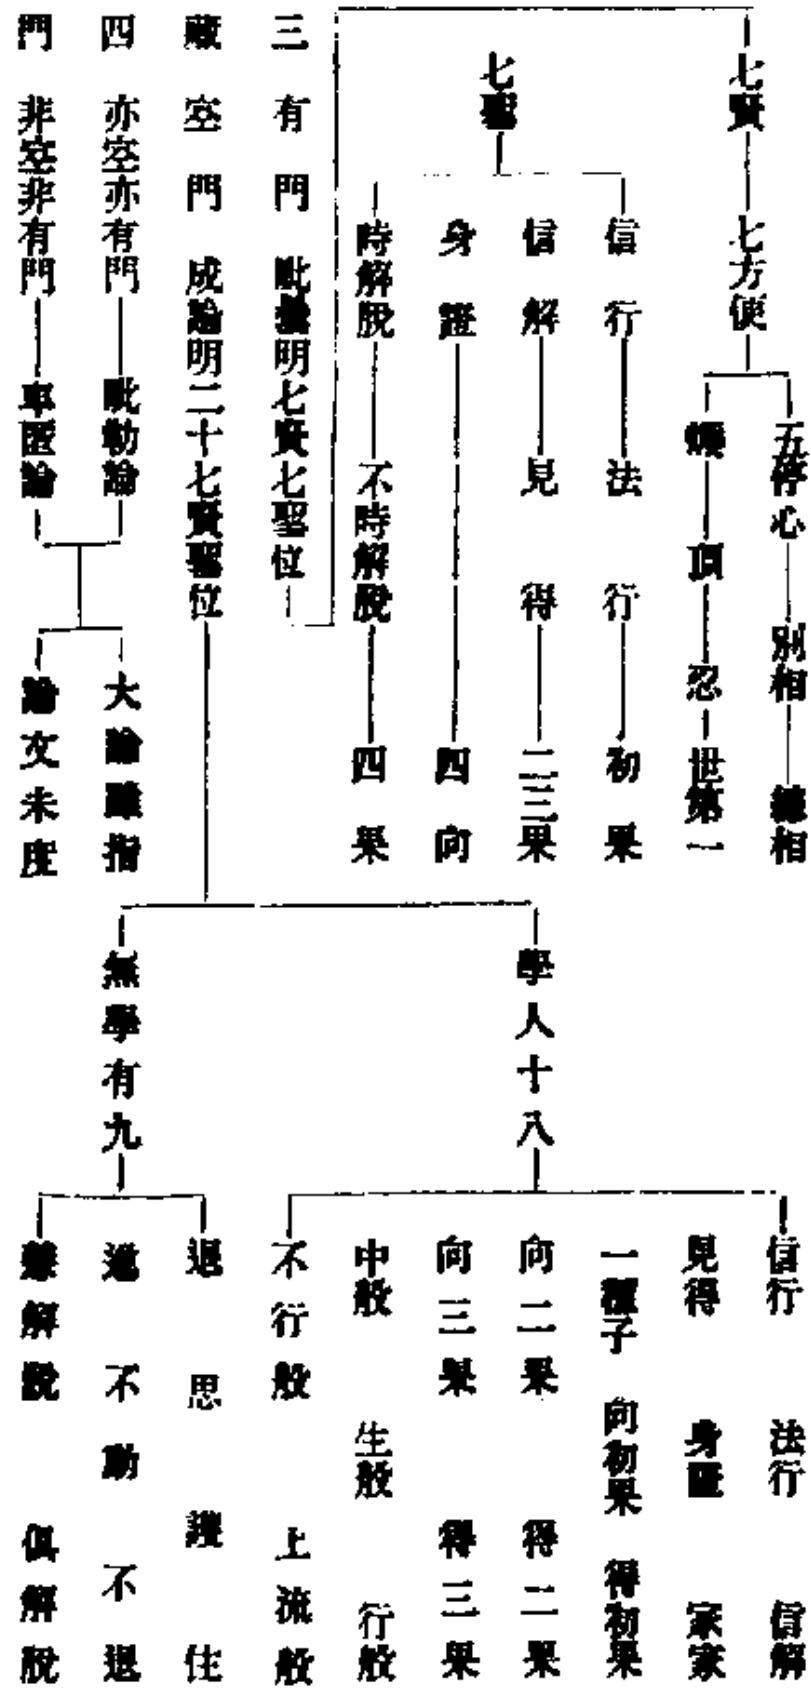 七賢 七方便
五停心 別相 總相
煖 頂 忍 世第一
七聖
信行 法行 初果
信解 見得 二三果
身證 四向
時解脫 不時解脫 四果
三 有門 毗曇明七賢七聖位
藏 空門 成論明二十七賢聖位
四 亦空亦有門 毗勒論
門 非空非有門 車匿論
大論雖指
論文未度
學人十八
信行 法行 信解
見得 身證 家家
一種子 向初果 得初果
向二果 得二果
向三果 得三果
中般 生般 行般
不行般 上流般
無學有九
退 思 護 住
進 不動 不退
慧解脫 俱解脫